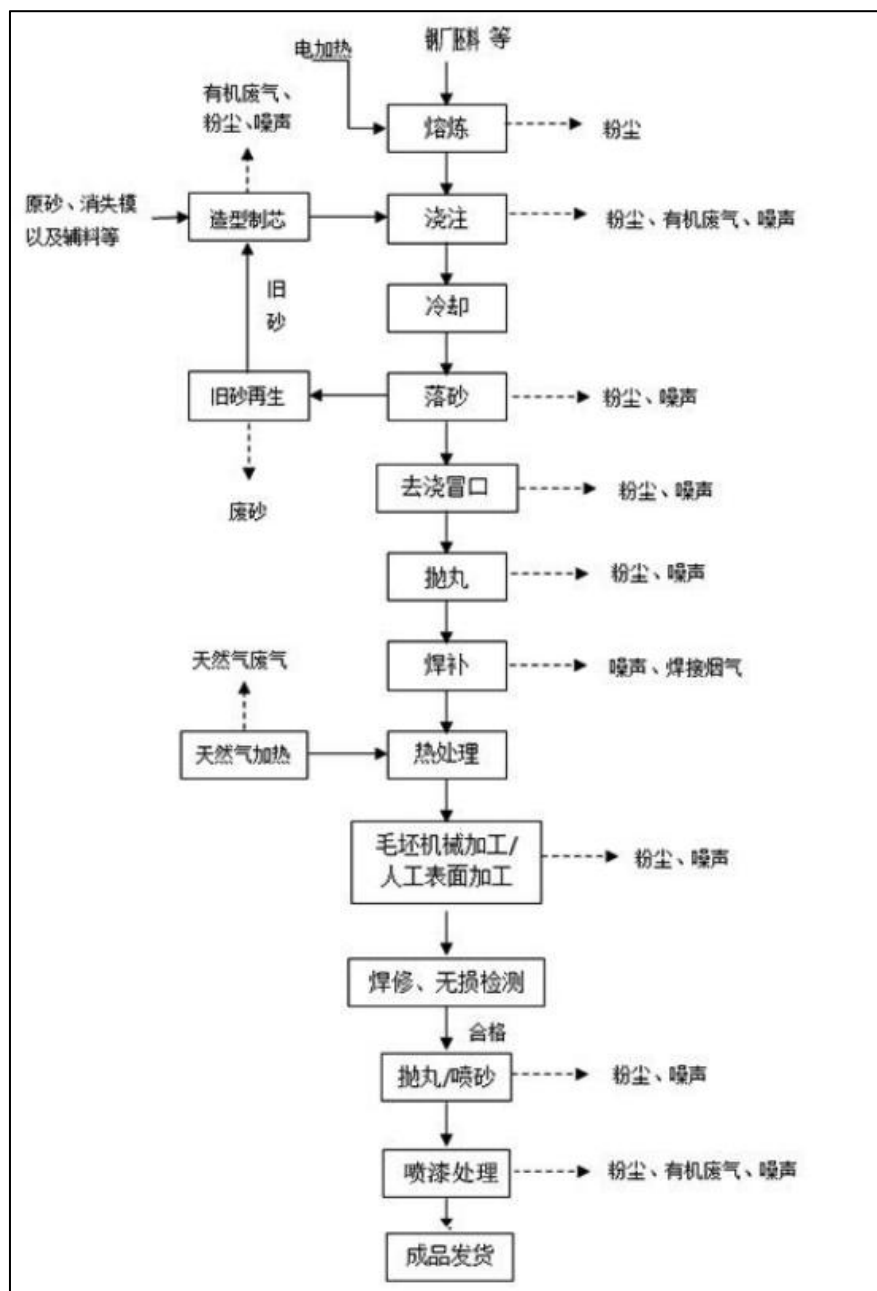 电加热
钢厂坯料 等
有机废气、
粉尘、噪声
熔炼
粉尘
原砂、消失模
以及辅料等
造型制芯
浇注
粉尘、有机废气、噪声
旧
砂
冷却
旧砂再生
落砂
粉尘、噪声
废砂
去浇冒口
粉尘、噪声
抛丸
粉尘、噪声
天然气废气
焊补
噪声、焊接烟气
天然气加热
热处理
毛坯机械加工/
人工表面加工
粉尘、噪声
焊修、无损检测
合格
抛丸/喷砂
粉尘、噪声
喷漆处理
粉尘、有机废气、噪声
成品发货